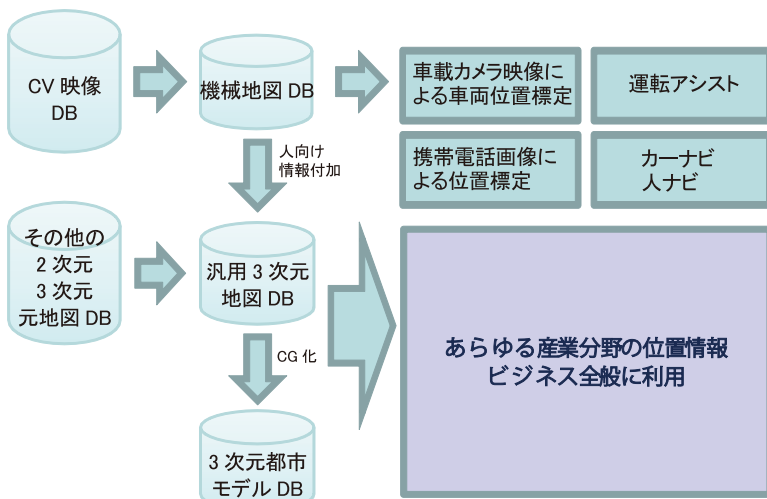 CV 映像
DB
機械地図 DB
車載カメラ映像に
よる車両位置標定
運転アシスト
携帯電話画像に
よる位置標定
カーナビ
人ナビ
人向け
情報付加
その他の
2 次元
3 次元
元地図 DB
汎用 3 次元
地図 DB
あらゆる産業分野の位置情報
ビジネス全般に利用
CG 化
3 次元都市
モデル DB